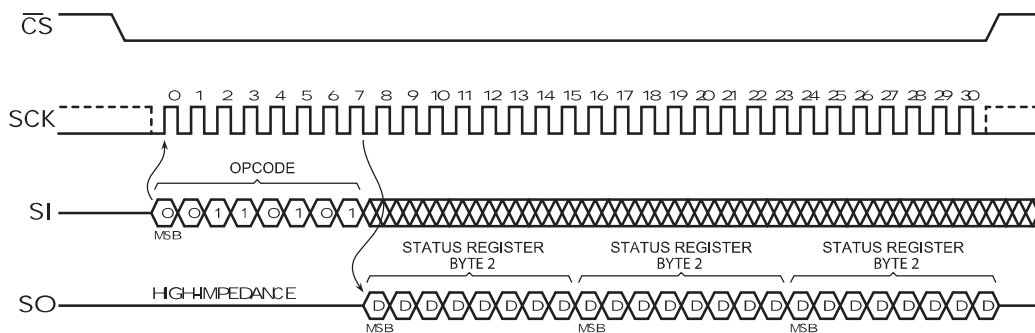 CS
0 1 2 3 4 5 6 7 8 9 10 11 12 13 14 15 16 17 18 19 20 21 22 23 24 25 26 27 28 29 30
SCK
OPCODE
SI 0 0 1 1 0 1 0 1
MSB
STATUS REGISTER BYTE 2
STATUS REGISTER BYTE 2
STATUS REGISTER BYTE 2
HIGH-IMPEDANCE
SO D D D D D D D D D D D D D D D D D D D D D D D D
MSB MSB MSB